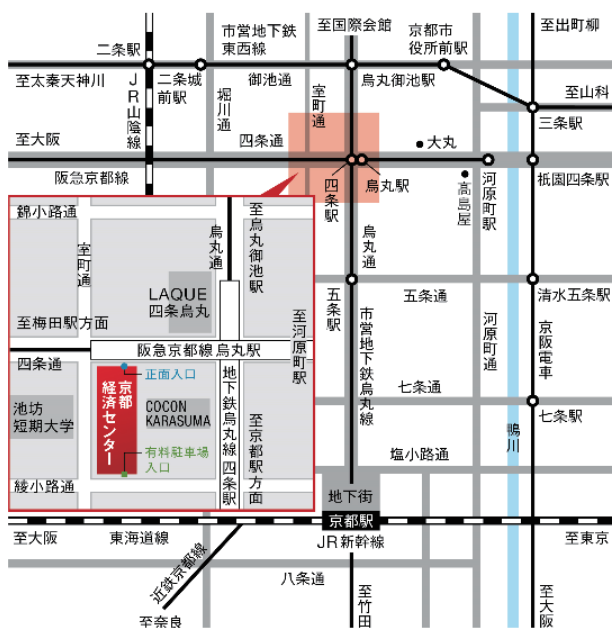 市営地下鉄
東西線
至国際会館
京都市
役所前駅
至出町柳
二条駅
至太秦天神川
二条城
前駅
御池通
烏丸御池駅
至山科
JR山陰線
堀川通
室町通
三条駅
至大阪
四条通
大丸
阪急京都線
四条駅
烏丸駅
高島屋
河原町駅
祇園四条駅
錦小路通
室町通
烏丸通
至烏丸御池駅
LAQUE
四条烏丸
至梅田駅方面
至河原町駅
四条通
阪急京都線 烏丸駅
正面入口
京都
経済センター
池坊
短期大学
COCON
KARASUMA
地下鉄烏丸線 四条駅
至京都駅方面
有料駐車場
入口
綾小路通
烏丸通
五条駅
五条通
清水五条駅
市営地下鉄烏丸線
河原町通
京阪電車
七条通
七条駅
鴨川
塩小路通
地下街
京都駅
至大阪
東海道線
JR新幹線
至東京
近鉄京都線
八条通
至奈良
至竹田
至大阪